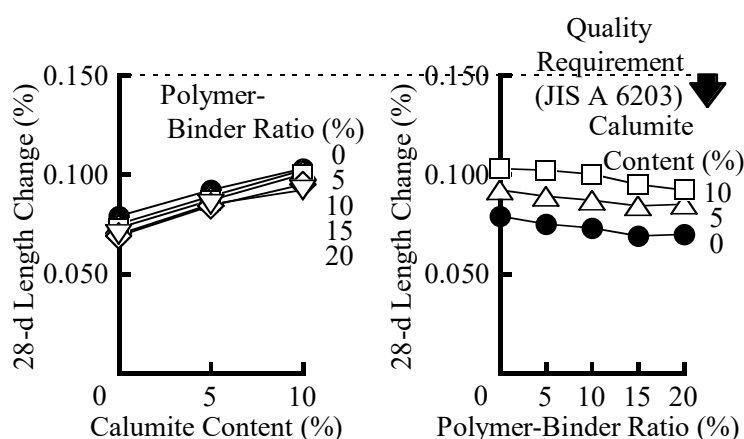 28-d Length Change (%)
0.150
0.100
0.050
0
5
10
Calumite Content (%)
Polymer-
Binder Ratio (%)
0
5
10
15
20
28-d Length Change (%)
0.150
0.100
0.050
0
5
10
15
20
Polymer-Binder Ratio (%)
Quality
Requirement
(JIS A 6203)
Calumite
Content (%)
10
5
0